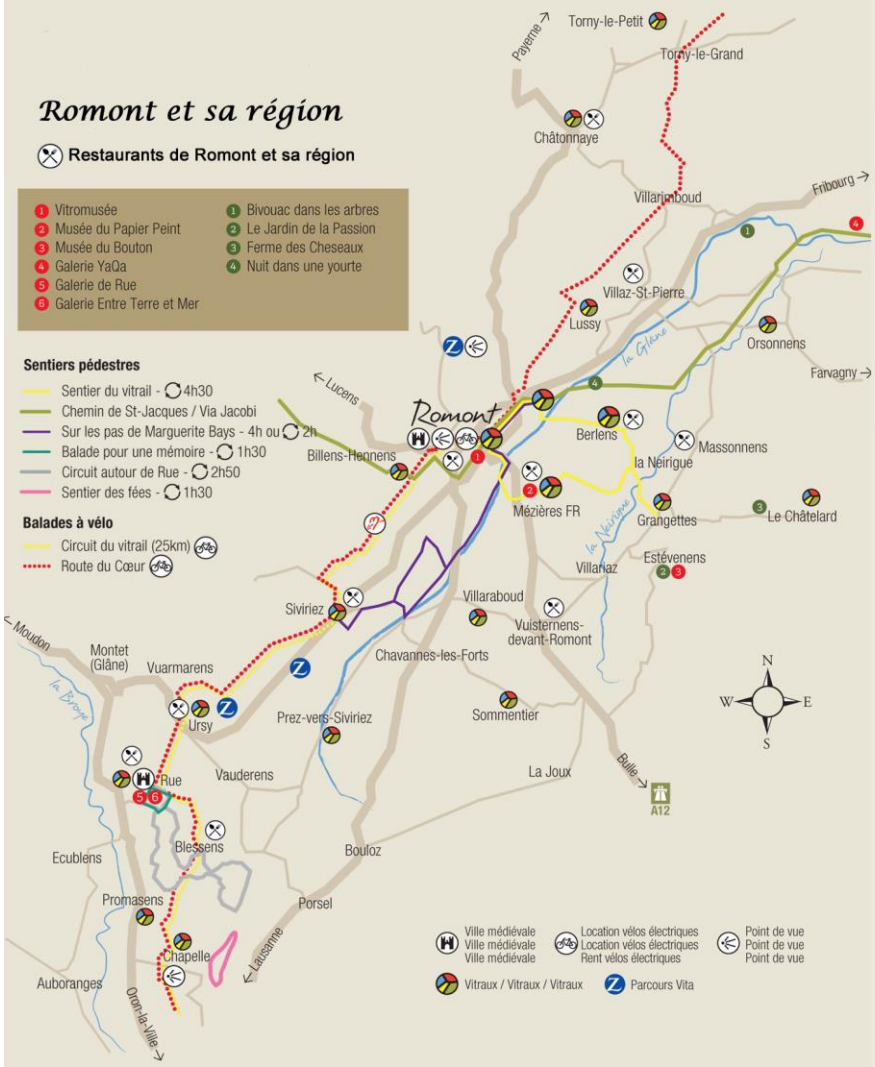 Romont et sa région
Restaurants de Romont et sa région
1 Vitromusée
2 Musée du Papier Peint
3 Musée du Bouton
4 Galerie YaQa
5 Galerie de Rue
6 Galerie Entre Terre et Mer
1 Bivouac dans les arbres
2 Le Jardin de la Passion
3 Ferme des Cheseaux
4 Nuit dans une yourte
Sentiers pédestres
Sentier du vitrail - 4h30
Chemin de St-Jacques / Via Jacobi
Sur les pas de Marguerite Bays - 4h ou 2h
Balade pour une mémoire - 1h30
Circuit autour de Rue - 2h50
Sentier des fées - 1h30
Balades à vélo
Circuit du vitrail (25km)
Route du Cœur
Torny-le-Petit
Payerne
Torny-le-Grand
Châtonnaye
Fribourg
Villarimboud
1
4
Villaz-St-Pierre
Lussy
la Glâne
Orsonnens
Z
Farvagny
Lucens
4
Romont
Berlens
Massonnens
Billens-Hennens
1
la Neirigue
2
Mézières FR
Grangettes
3
Le Châtelard
la Neirigue
Estévenens
Villariaz
2 3
Siviriez
Villaraboud
Vuisternens-
devant-Romont
Moudon
Montet
(Glâne)
Chavannes-les-Forts
Vuarmarens
Z
la Broye
N
W E
S
Ursy
Z
Prez-vers-Siviriez
Sommentier
Rue
Vauderens
La Joux
Bulle
5 6
A12
Blessens
Ecublens
Bouloz
Promasens
Porsel
Chapelle
Lausanne
Auboranges
Oron-la-Ville
Ville médiévale
Ville médiévale
Ville médiévale
Location vélos électriques
Location vélos électriques
Rent vélos électriques
Point de vue
Point de vue
Point de vue
Vitraux / Vitraux / Vitraux
Z Parcours Vita